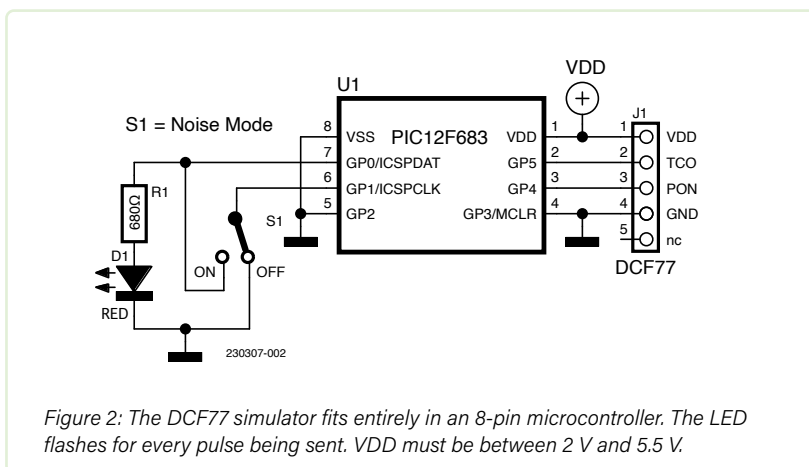 VDD
U1
J1
S1 = Noise Mode
PIC12F683
8 VSS VDD 1 1 VDD
7 GP0/ICSPDAT GP5 2 2 TCO
6 GP1/ICSPCLK GP4 3 3 PON
5 GP2 GP3/MCLR 4 4 GND
5 nc
DCF77
R1
680Ω
S1
D1
ON OFF
RED
230307-002
Figure 2: The DCF77 simulator fits entirely in an 8-pin microcontroller. The LED
flashes for every pulse being sent. VDD must be between 2 V and 5.5 V.